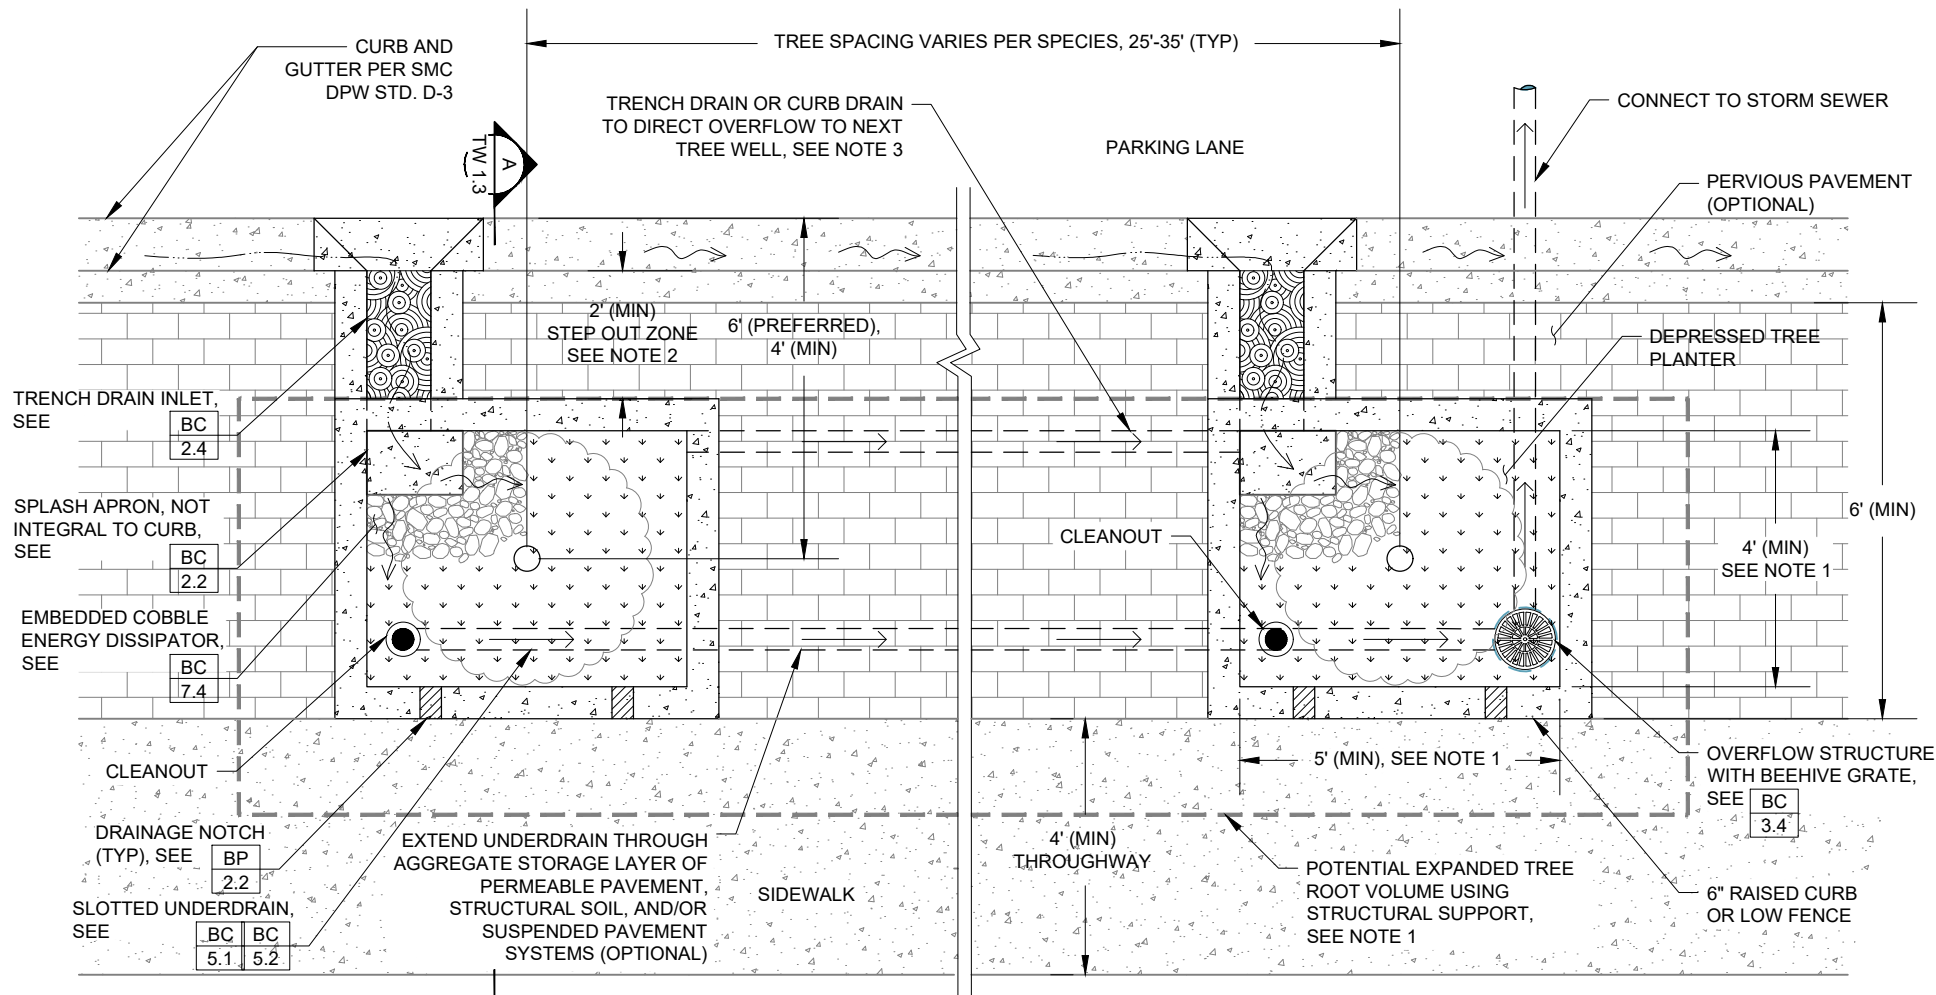 CURB AND
GUTTER PER SMC
DPW STD. D-3
TREE SPACING VARIES PER SPECIES, 25'-35' (TYP)
TRENCH DRAIN OR CURB DRAIN
TO DIRECT OVERFLOW TO NEXT
TREE WELL, SEE NOTE 3
PARKING LANE
CONNECT TO STORM SEWER
PERVIOUS PAVEMENT
(OPTIONAL)
A
TW 1.3
2' (MIN)
STEP OUT ZONE
SEE NOTE 2
6' (PREFERRED),
4' (MIN)
DEPRESSED TREE
PLANTER
TRENCH DRAIN INLET,
SEE
BC
2.4
SPLASH APRON, NOT
INTEGRAL TO CURB,
SEE
BC
2.2
EMBEDDED COBBLE
ENERGY DISSIPATOR,
SEE
BC
7.4
CLEANOUT
6' (MIN)
4' (MIN)
SEE NOTE 1
CLEANOUT
5' (MIN), SEE NOTE 1
OVERFLOW STRUCTURE
WITH BEEHIVE GRATE,
SEE
BC
3.4
DRAINAGE NOTCH
(TYP), SEE
BP
2.2
SLOTTED UNDERDRAIN,
SEE
BC BC
5.1 5.2
EXTEND UNDERDRAIN THROUGH
AGGREGATE STORAGE LAYER OF
PERMEABLE PAVEMENT,
STRUCTURAL SOIL, AND/OR
SUSPENDED PAVEMENT
SYSTEMS (OPTIONAL)
SIDEWALK
4' (MIN)
THROUGHWAY
POTENTIAL EXPANDED TREE
ROOT VOLUME USING
STRUCTURAL SUPPORT,
SEE NOTE 1
6" RAISED CURB
OR LOW FENCE